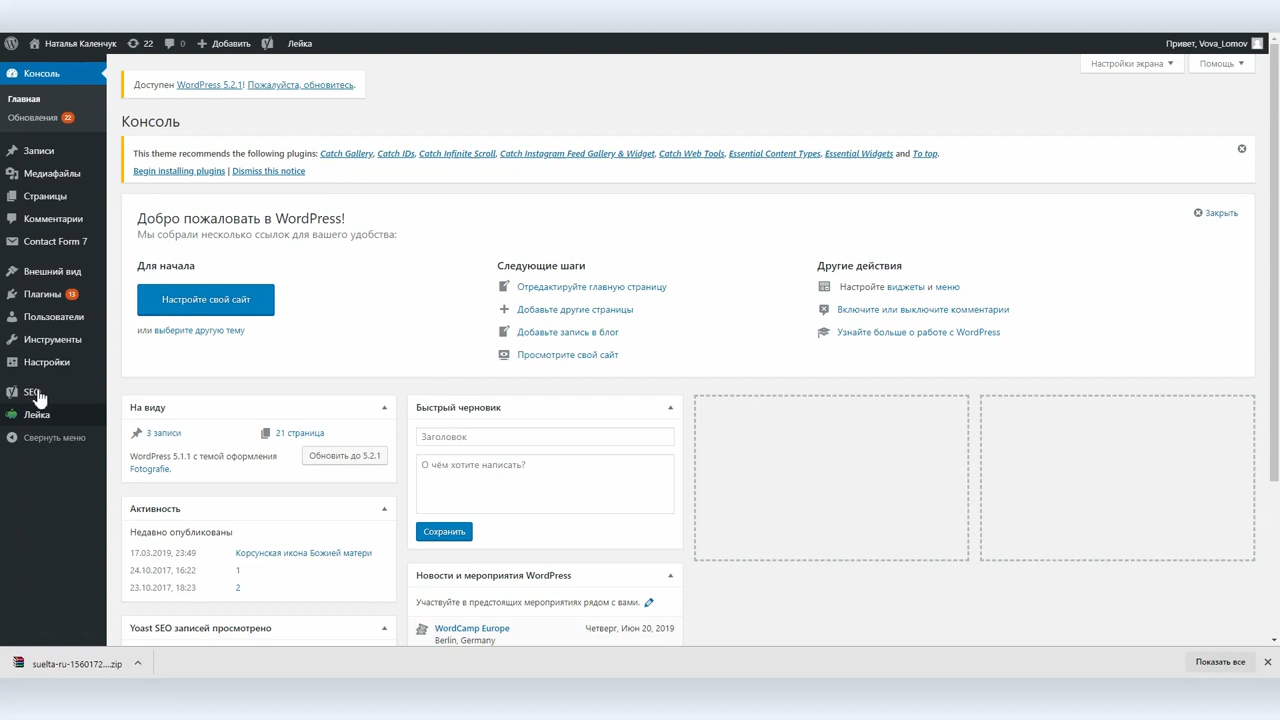 Наталья Каленчук 22 0 Добавить Лейка Привет, Vova_Lomov
Консоль
Главная
Обновления 22
Записи
Медиафайлы
Страницы
Комментарии
Contact Form 7
Внешний вид
Плагины 13
Пользователи
Инструменты
Настройки
SEO
Лейка
Свернуть меню
Настройки экрана Помощь
Доступен WordPress 5.2.1! Пожалуйста, обновитесь.
Консоль
This theme recommends the following plugins: Catch Gallery, Catch IDs, Catch Infinite Scroll, Catch Instagram Feed Gallery & Widget, Catch Web Tools, Essential Content Types, Essential Widgets and To top.
Begin installing plugins | Dismiss this notice
Добро пожаловать в WordPress!
Мы собрали несколько ссылок для вашего удобства:
Закрыть
Для начала
Настройте свой сайт
или выберите другую тему
Следующие шаги
Отредактируйте главную страницу
Добавьте другие страницы
Добавьте запись в блог
Просмотрите свой сайт
Другие действия
Настройте виджеты и меню
Включите или выключите комментарии
Узнайте больше о работе с WordPress
На виду
3 записи 21 страница
WordPress 5.1.1 с темой оформления
Fotografie.
Обновить до 5.2.1
Активность
Недавно опубликованы
17.03.2019, 23:49 Корсунская икона Божией матери
24.10.2017, 16:22 1
23.10.2017, 18:23 2
Yoast SEO записей просмотрено
Быстрый черновик
Заголовок
О чём хотите написать?
Сохранить
Новости и мероприятия WordPress
Участвуйте в предстоящих мероприятиях рядом с вами.
WordCamp Europe Четверг, Июн 20, 2019
Berlin, Germany
suelta-ru-1560172....zip Показать все